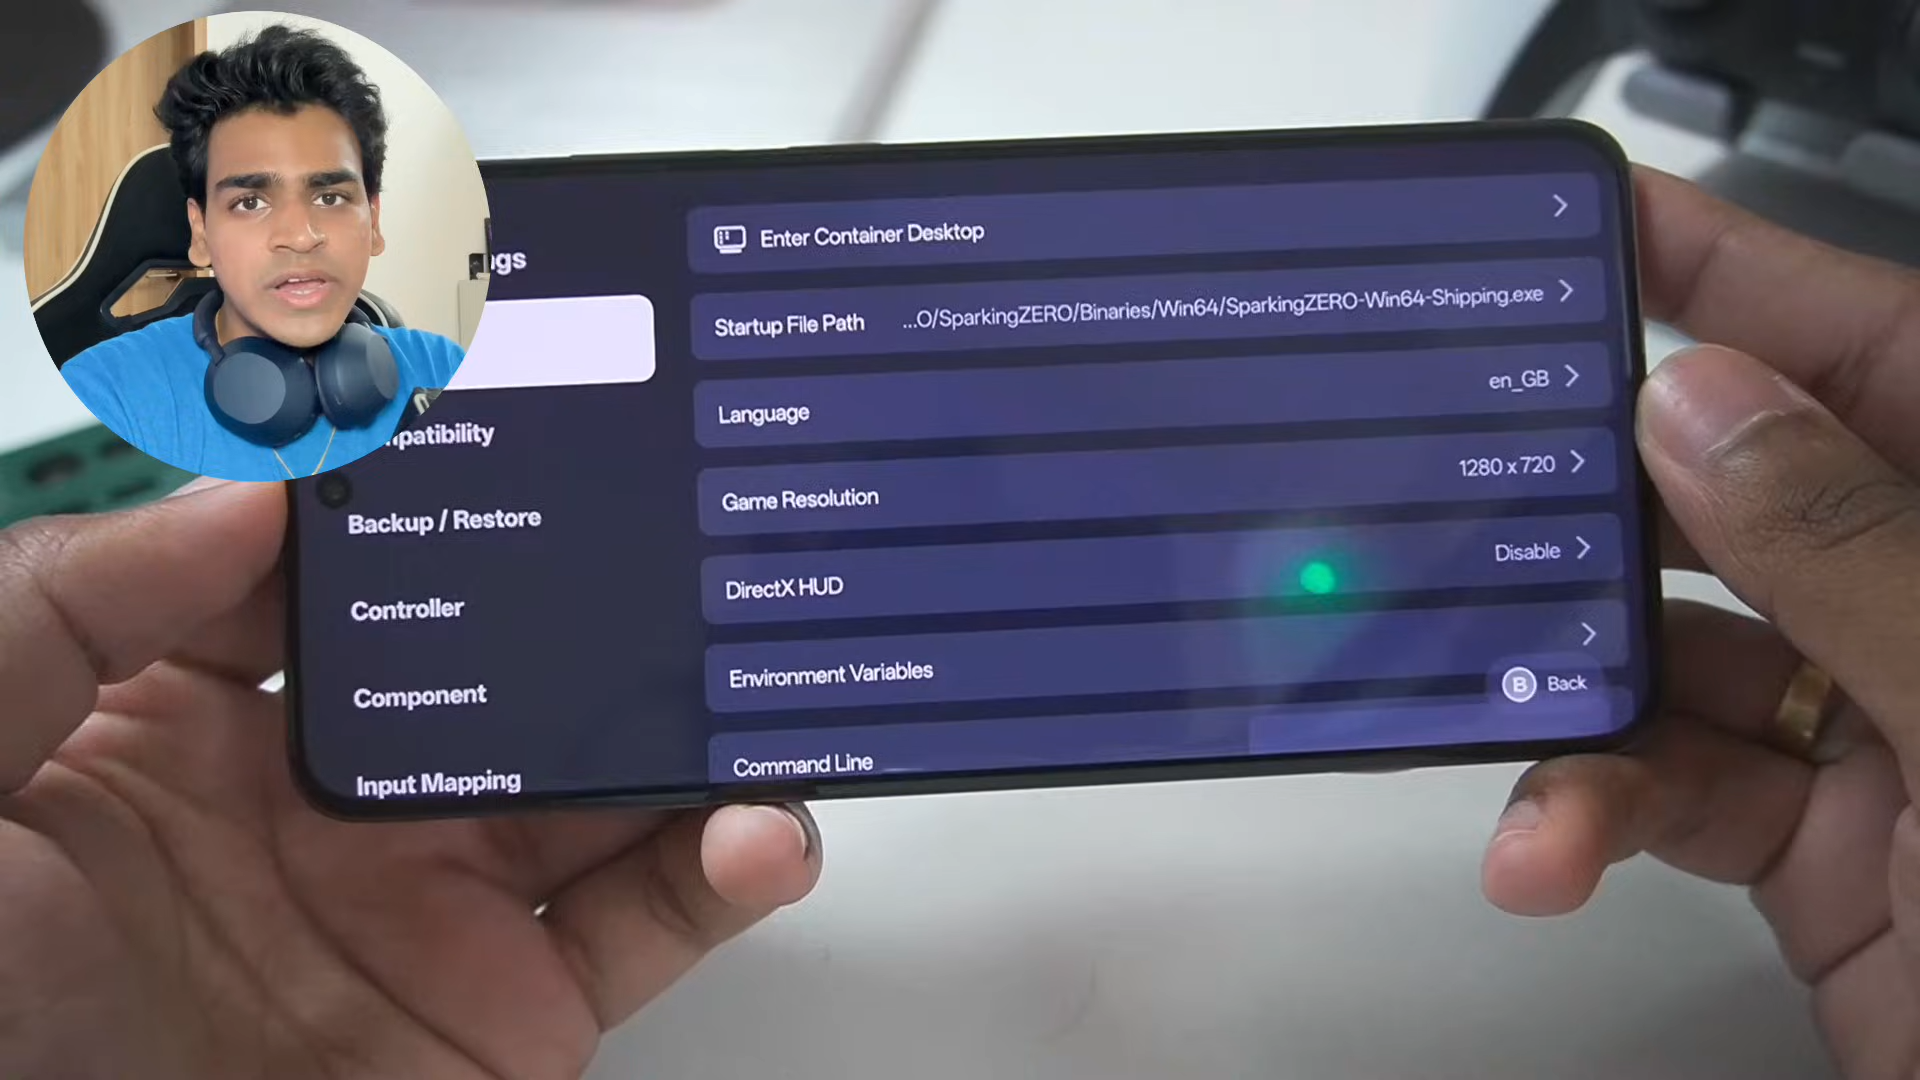 Enter Container Desktop
Startup File Path ...O/SparkingZERO/Binaries/Win64/SparkingZERO-Win64-Shipping.exe
Language en_GB
Game Resolution 1280 x 720
DirectX HUD Disable
Environment Variables
Command Line
B Back
Backup / Restore
Controller
Component
Input Mapping